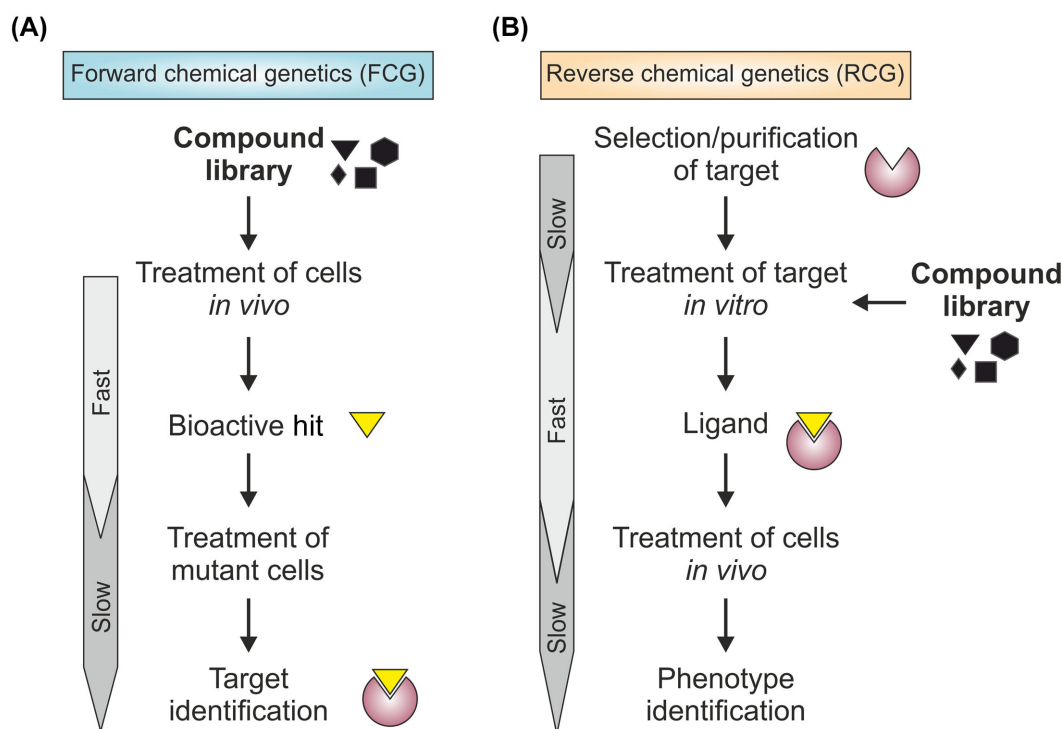 (A)
Forward chemical genetics (FCG)
Compound
library
Treatment of cells
in vivo
Bioactive hit
Treatment of
mutant cells
Target
identification
Fast
Slow
(B)
Reverse chemical genetics (RCG)
Selection/purification
of target
Treatment of target
in vitro
Compound
library
Ligand
Treatment of cells
in vivo
Phenotype
identification
Slow
Fast
Slow